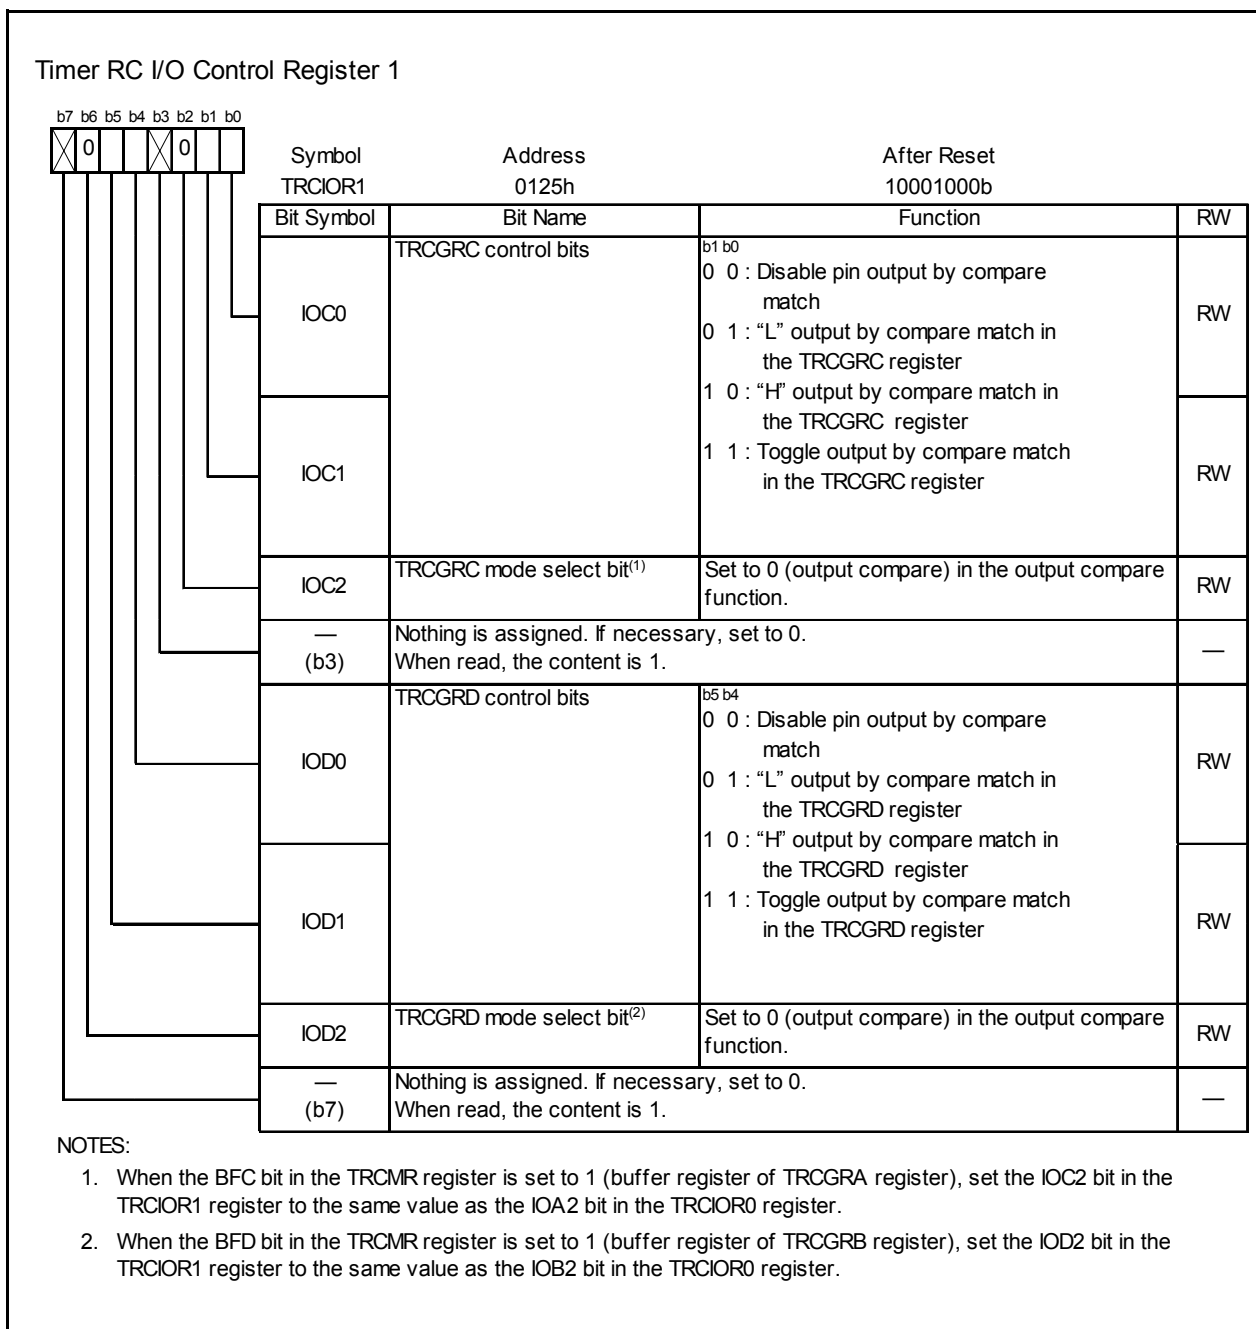 Timer RC I/O Control Register 1
b7 b6 b5 b4 b3 b2 b1 b0
0 0
Symbol Address After Reset
TRCIOR1 0125h 10001000b
Bit Symbol Bit Name Function RW
IOC0 TRCGRC control bits b1 b0
0 0 : Disable pin output by compare
match
0 1 : “L” output by compare match in
the TRCGRC register
1 0 : “H” output by compare match in
the TRCGRC register
1 1 : Toggle output by compare match
in the TRCGRC register
RW
IOC1 RW
IOC2 TRCGRC mode select bit(1) Set to 0 (output compare) in the output compare
function.
RW
—
(b3)
Nothing is assigned. If necessary, set to 0.
When read, the content is 1.
—
IOD0 TRCGRD control bits b5 b4
0 0 : Disable pin output by compare
match
0 1 : “L” output by compare match in
the TRCGRD register
1 0 : “H” output by compare match in
the TRCGRD register
1 1 : Toggle output by compare match
in the TRCGRD register
RW
IOD1 RW
IOD2 TRCGRD mode select bit(2) Set to 0 (output compare) in the output compare
function.
RW
—
(b7)
Nothing is assigned. If necessary, set to 0.
When read, the content is 1.
—
NOTES:
1. When the BFC bit in the TRCMR register is set to 1 (buffer register of TRCGRA register), set the IOC2 bit in the
TRCIOR1 register to the same value as the IOA2 bit in the TRCIOR0 register.
2. When the BFD bit in the TRCMR register is set to 1 (buffer register of TRCGRB register), set the IOD2 bit in the
TRCIOR1 register to the same value as the IOB2 bit in the TRCIOR0 register.